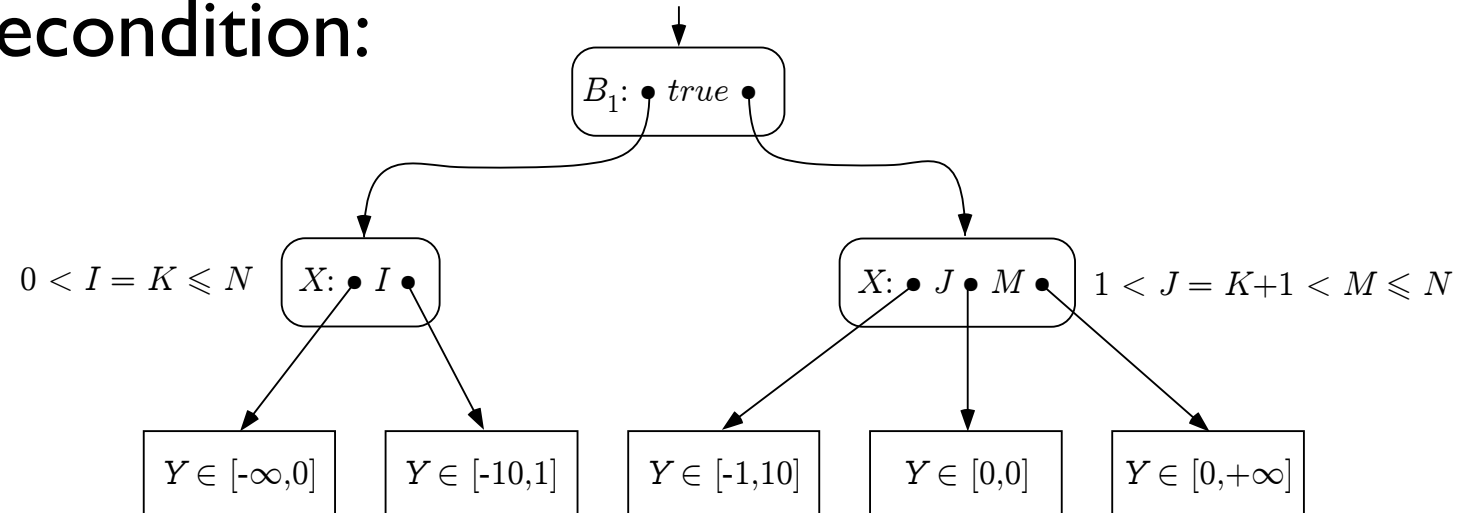 econdition:
B₁: • true •
0 < I = K ⩽ N
X: • I •
X: • J • M •
1 < J = K+1 < M ⩽ N
Y ∈ [-∞,0]
Y ∈ [-10,1]
Y ∈ [-1,10]
Y ∈ [0,0]
Y ∈ [0,+∞]